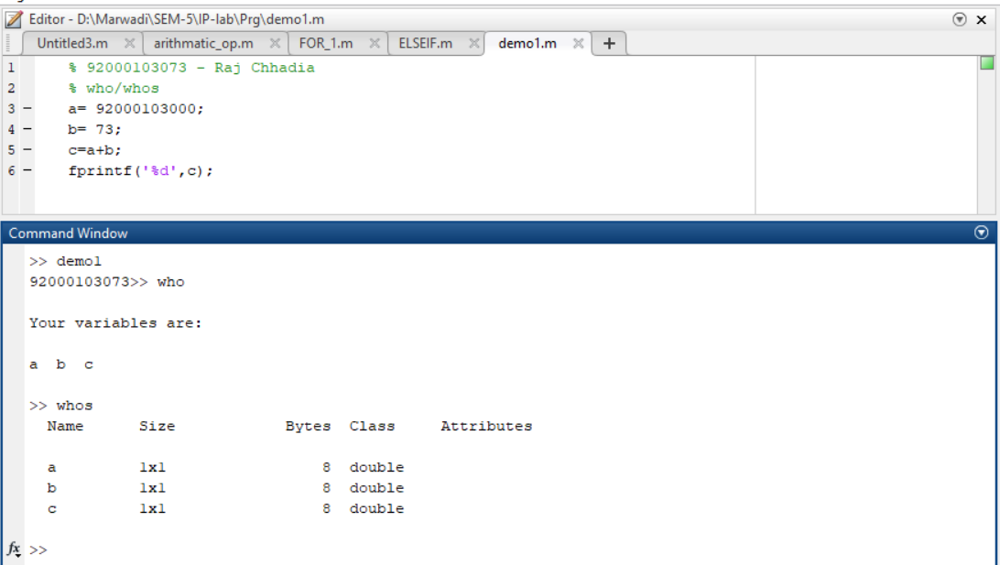 Editor - D:\Marwadi\SEM-5\IP-lab\Prg\demo1.m
Untitled3.m arithmatic_op.m FOR_1.m ELSEIF.m demo1.m +
1 % 92000103073 - Raj Chhadia
2 % who/whos
3 - a= 92000103000;
4 - b= 73;
5 - c=a+b;
6 - fprintf('%d',c);
Command Window
>> demo1
92000103073>> who
Your variables are:
a b c
>> whos
Name Size Bytes Class Attributes
a 1x1 8 double
b 1x1 8 double
c 1x1 8 double
fx >>